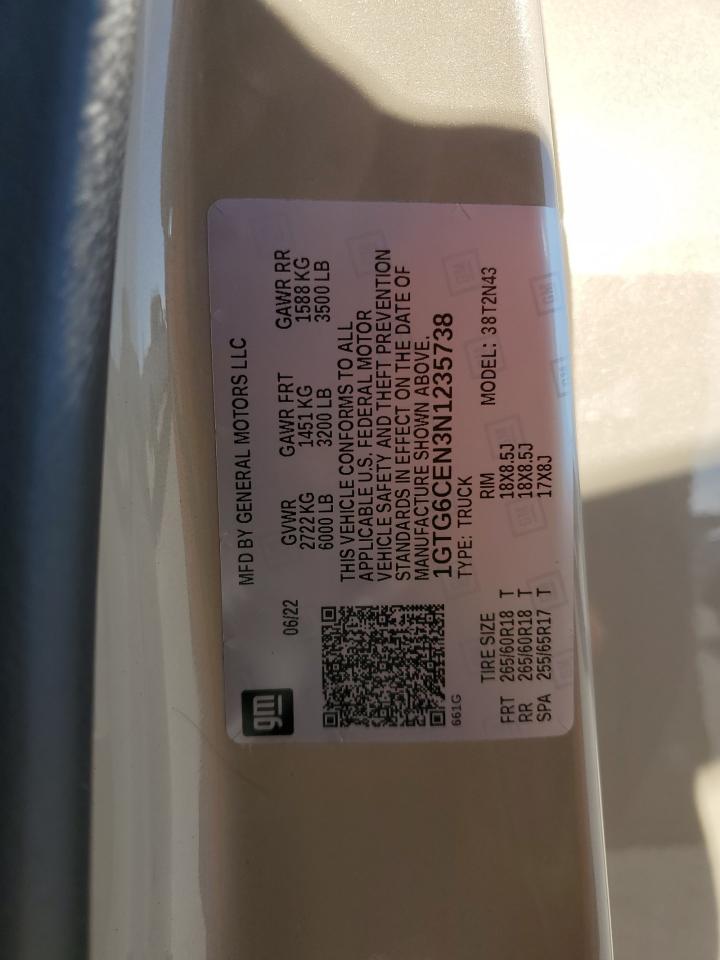 gm
MFD BY GENERAL MOTORS LLC
06/22
GVWR GAWR FRT GAWR RR
2722 KG 1451 KG 1588 KG
6000 LB 3200 LB 3500 LB
THIS VEHICLE CONFORMS TO ALL
APPLICABLE U.S. FEDERAL MOTOR
VEHICLE SAFETY AND THEFT PREVENTION
STANDARDS IN EFFECT ON THE DATE OF
MANUFACTURE SHOWN ABOVE.
1GTG6CEN3N1235738
661G
TYPE: TRUCK
MODEL: 38T2N43
TIRE SIZE RIM
FRT 265/60R18 T 18X8.5J
RR 265/60R18 T 18X8.5J
SPA 255/65R17 T 17X8J